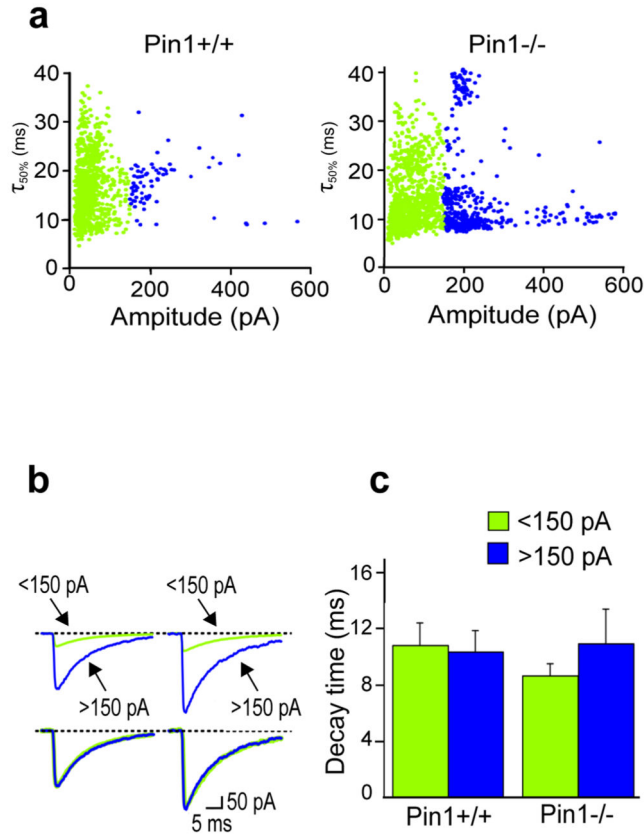 a
Pin1+/+
Pin1-/-
τ50% (ms)
40
30
20
10
0
0 200 400 600
Ampitude (pA)
τ50% (ms)
40
30
20
10
0
0 200 400 600
Ampitude (pA)
b
<150 pA
<150 pA
>150 pA
>150 pA
50 pA
5 ms
c
<150 pA
>150 pA
Decay time (ms)
16
12
8
4
0
Pin1+/+ Pin1-/-